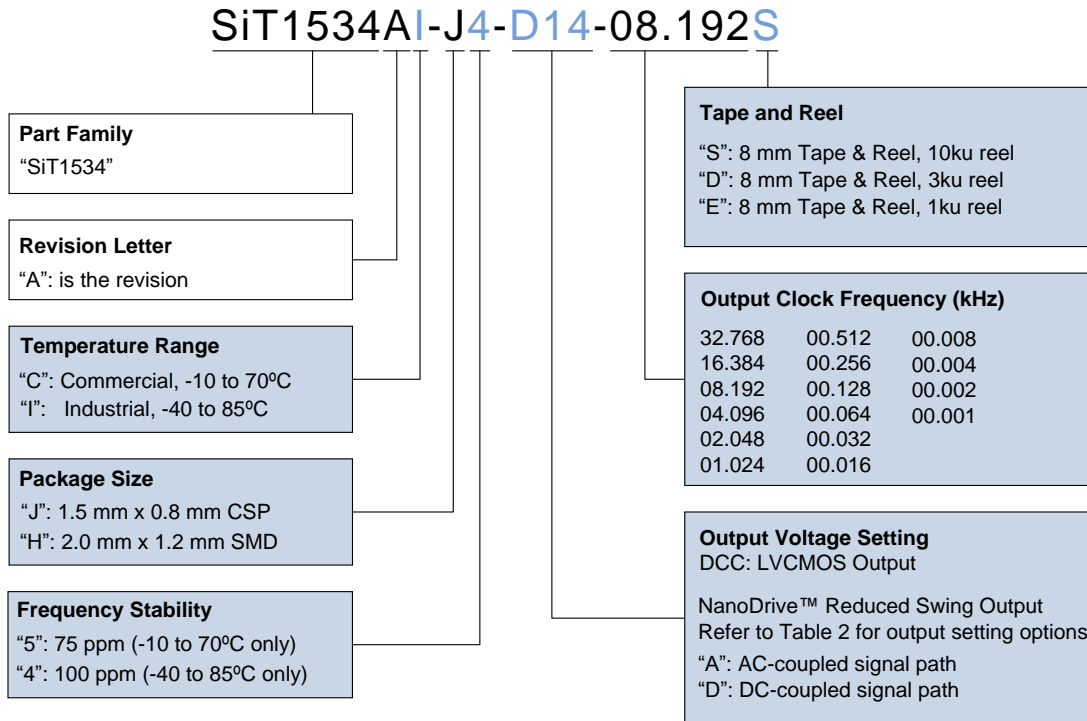 SiT1534AI-J4-D14-08.192S
Part Family
“SiT1534”
Revision Letter
“A”: is the revision
Temperature Range
“C”: Commercial, -10 to 70ºC
“I”: Industrial, -40 to 85ºC
Package Size
“J”: 1.5 mm x 0.8 mm CSP
“H”: 2.0 mm x 1.2 mm SMD
Frequency Stability
“5”: 75 ppm (-10 to 70ºC only)
“4”: 100 ppm (-40 to 85ºC only)
Tape and Reel
“S”: 8 mm Tape & Reel, 10ku reel
“D”: 8 mm Tape & Reel, 3ku reel
“E”: 8 mm Tape & Reel, 1ku reel
Output Clock Frequency (kHz)
32.768 00.512 00.008
16.384 00.256 00.004
08.192 00.128 00.002
04.096 00.064 00.001
02.048 00.032
01.024 00.016
Output Voltage Setting
DCC: LVCMOS Output
NanoDrive™ Reduced Swing Output
Refer to Table 2 for output setting options
“A”: AC-coupled signal path
“D”: DC-coupled signal path